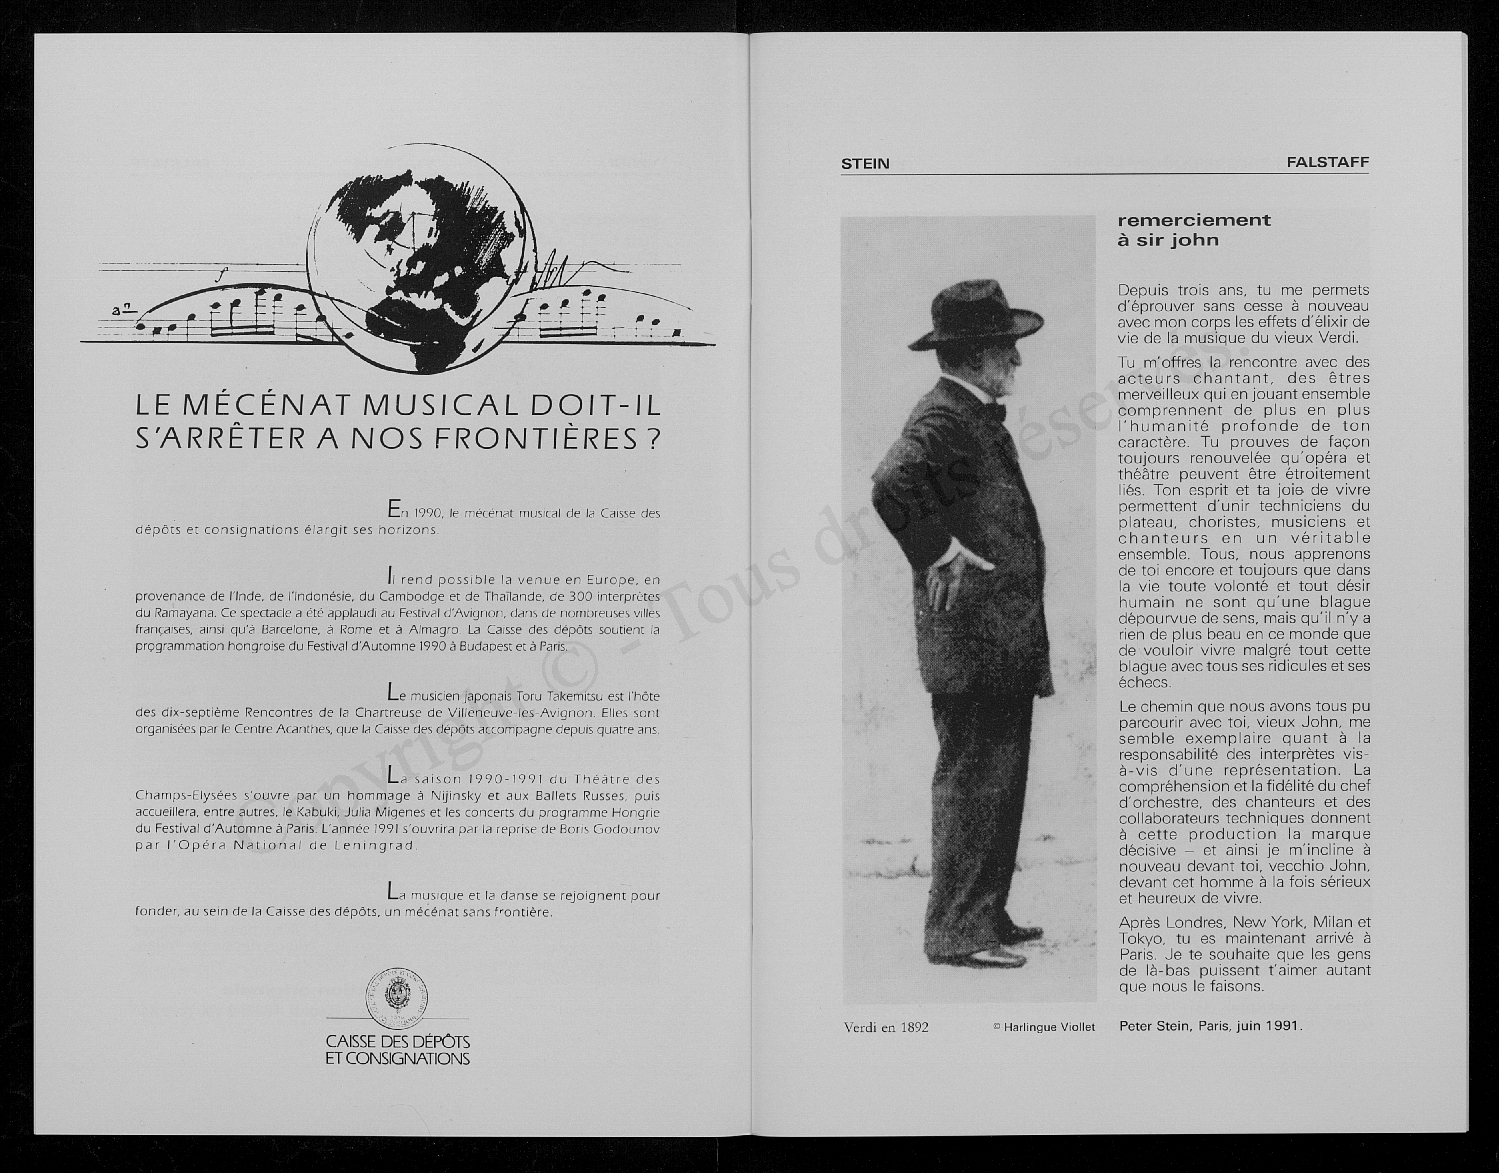 LE MÉCÉNAT MUSICAL DOIT-IL
S'ARRÊTER A NOS FRONTIÈRES ?
En 1990, le mécénat musical de la Caisse des
dépôts et consignations élargit ses horizons.
Il rend possible la venue en Europe, en
provenance de l'Inde, de l'Indonésie, du Cambodge et de Thaïlande, de 300 interprètes
du Ramayana. Ce spectacle a été applaudi au Festival d'Avignon, dans de nombreuses villes
françaises, ainsi qu'à Barcelone, à Rome et à Almagro. La Caisse des dépôts soutient la
programmation hongroise du Festival d'Automne 1990 à Budapest et à Paris.
Le musicien japonais Toru Takemitsu est l'hôte
des dix-septième Rencontres de la Chartreuse de Villeneuve-les-Avignon. Elles sont
organisées par le Centre Acanthes, que la Caisse des dépôts accompagne depuis quatre ans.
La saison 1990-1991 du Théâtre des
Champs-Elysées s'ouvre par un hommage à Nijinsky et aux Ballets Russes, puis
accueillera, entre autres, le Kabuki, Julia Migenes et les concerts du programme Hongrie
du Festival d'Automne à Paris. L'année 1991 s'ouvrira par la reprise de Boris Godounov
par l'Opéra National de Leningrad.
La musique et la danse se rejoignent pour
fonder, au sein de la Caisse des dépôts, un mécénat sans frontière.
CAISSE DES DÉPÔTS
ET CONSIGNATIONS
STEIN FALSTAFF
remerciement
à sir john
Depuis trois ans, tu me permets
d'éprouver sans cesse à nouveau
avec mon corps les effets d'élixir de
vie de la musique du vieux Verdi.
Tu m'offres la rencontre avec des
acteurs chantant, des êtres
merveilleux qui en jouant ensemble
comprennent de plus en plus
l'humanité profonde de ton
caractère. Tu prouves de façon
toujours renouvelée qu'opéra et
théâtre peuvent être étroitement
liés. Ton esprit et ta joie de vivre
permettent d'unir techniciens du
plateau, choristes, musiciens et
chanteurs en un véritable
ensemble. Tous, nous apprenons
de toi encore et toujours que dans
la vie toute volonté et tout désir
humain ne sont qu'une blague
dépourvue de sens, mais qu'il n'y a
rien de plus beau en ce monde que
de vouloir vivre malgré tout cette
blague avec tous ses ridicules et ses
échecs.
Le chemin que nous avons tous pu
parcourir avec toi, vieux John, me
semble exemplaire quant à la
responsabilité des interprètes vis-
à-vis d'une représentation. La
compréhension et la fidélité du chef
d'orchestre, des chanteurs et des
collaborateurs techniques donnent
à cette production la marque
décisive – et ainsi je m'incline à
nouveau devant toi, vecchio John,
devant cet homme à la fois sérieux
et heureux de vivre.
Après Londres, New York, Milan et
Tokyo, tu es maintenant arrivé à
Paris. Je te souhaite que les gens
de là-bas puissent t'aimer autant
que nous le faisons.
Verdi en 1892 © Harlingue Viollet
Peter Stein, Paris, juin 1991.
Copyright © - Tous droits réservés.